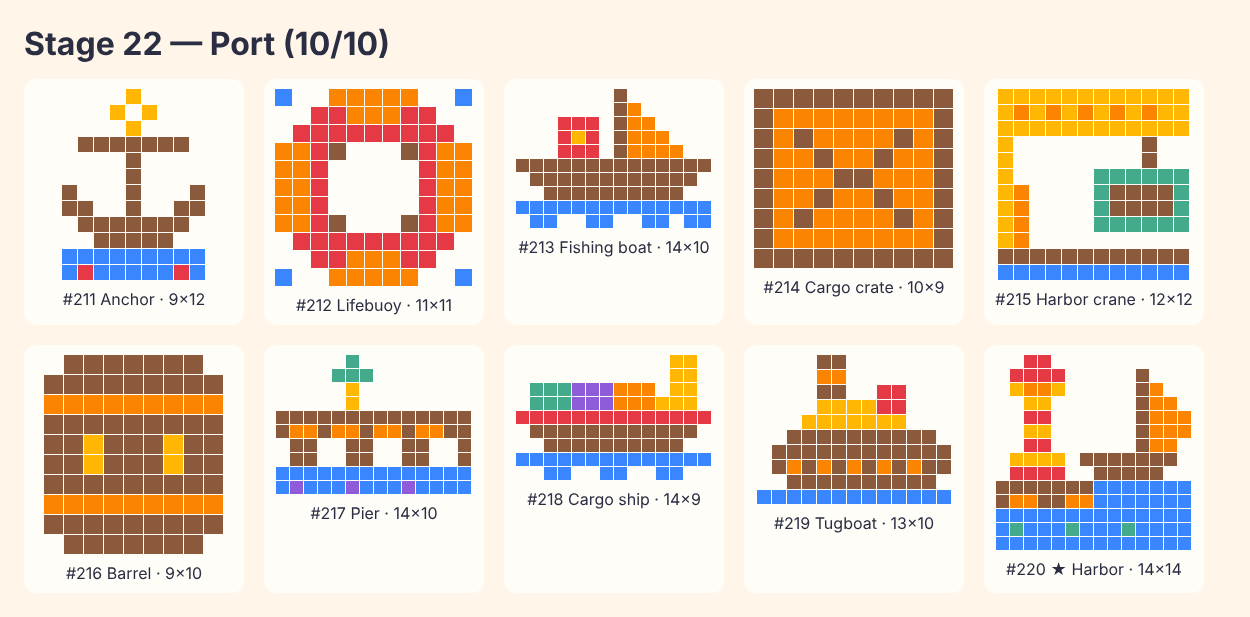 Stage 22 — Port (10/10)
#211 Anchor · 9×12
#212 Lifebuoy · 11×11
#213 Fishing boat · 14×10
#214 Cargo crate · 10×9
#215 Harbor crane · 12×12
#216 Barrel · 9×10
#217 Pier · 14×10
#218 Cargo ship · 14×9
#219 Tugboat · 13×10
#220 ★ Harbor · 14×14